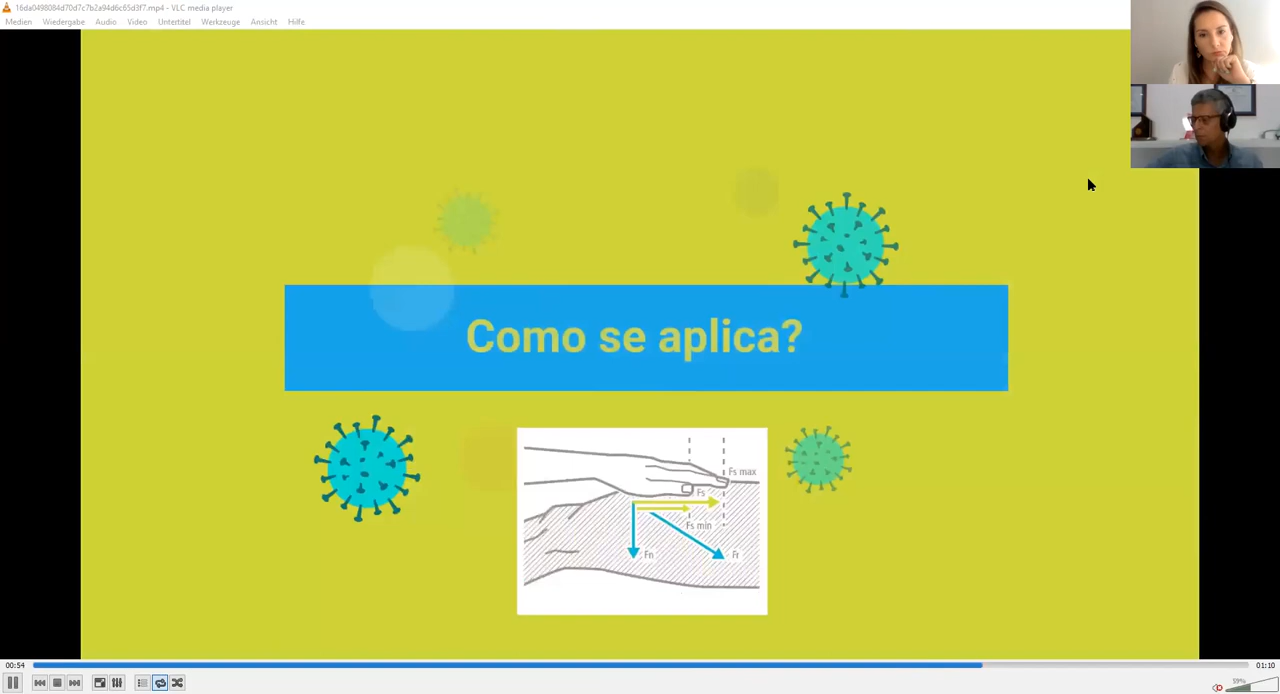 16da0498084d70d7c7b2a94d6c65d3f7.mp4 - VLC media player
Medien Wiedergabe Audio Video Untertitel Werkzeuge Ansicht Hilfe
Como se aplica?
Fs max
Fs
Fs min
Fn
Fr
00:54
01:10
59%